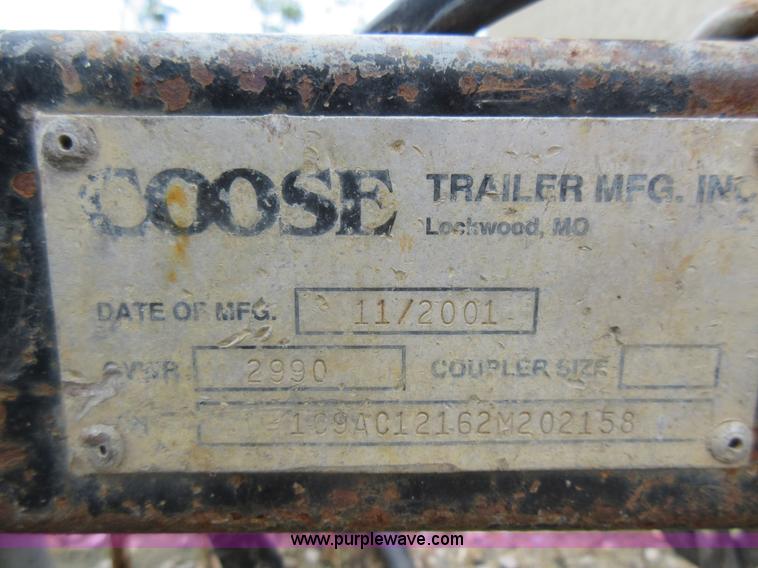 COOSE TRAILER MFG. INC
Lockwood, MO
DATE OF MFG. 11/2001
GVWR 2990 COUPLER SIZE
1C9AC12162M202158
www.purplewave.com